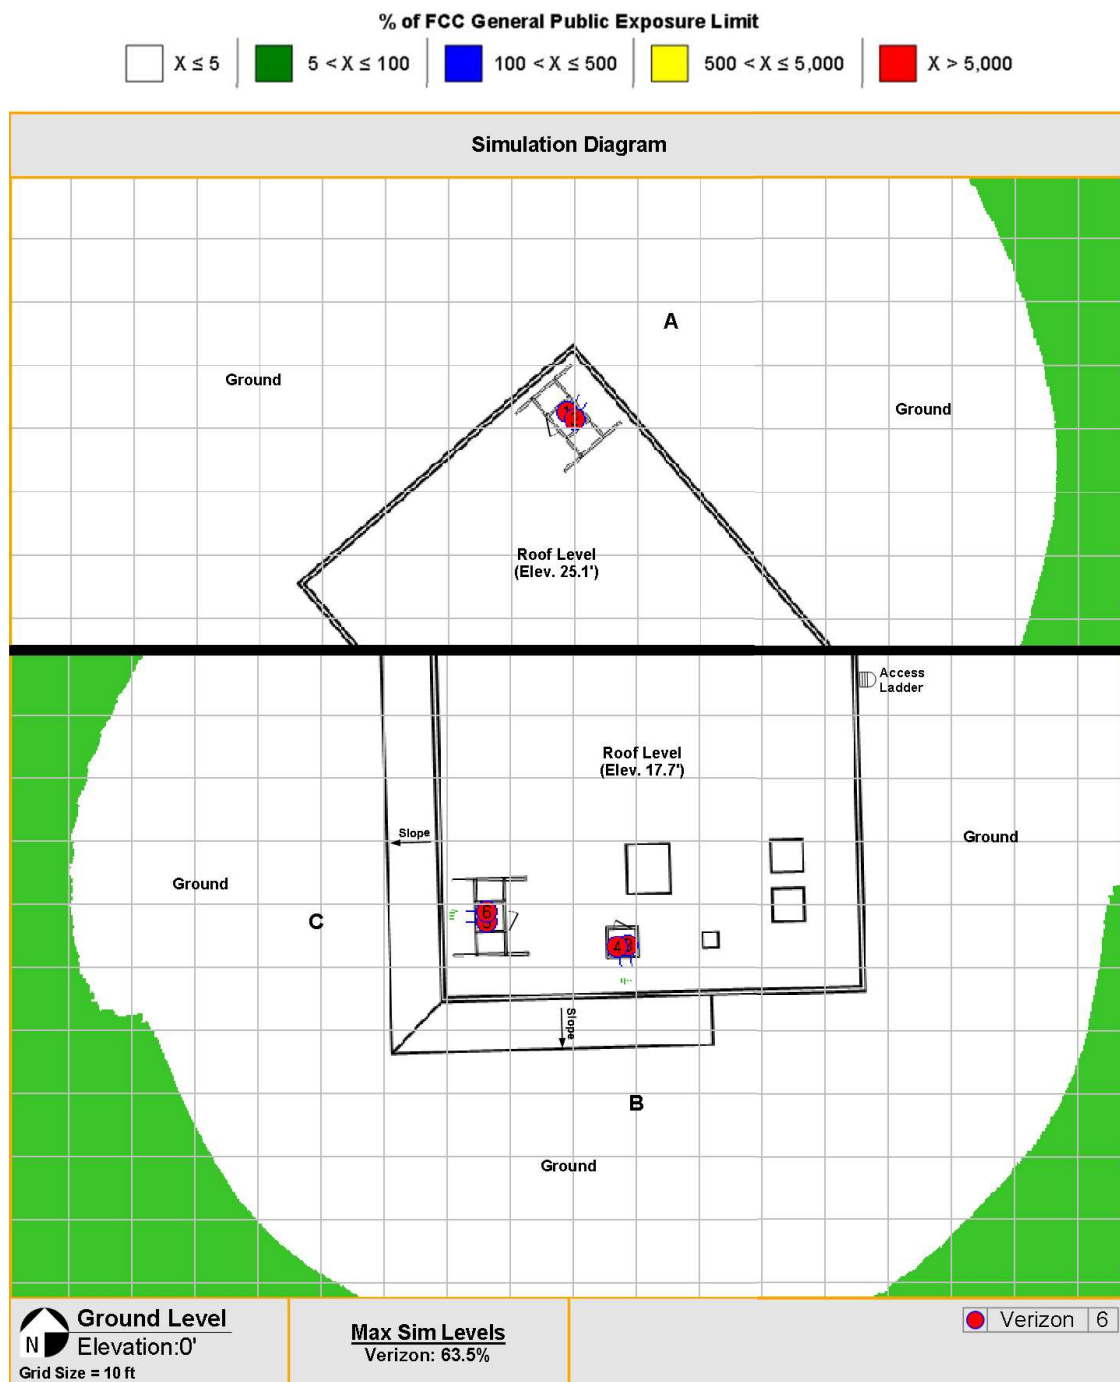 % of FCC General Public Exposure Limit
X ≤ 5
5 < X ≤ 100
100 < X ≤ 500
500 < X ≤ 5,000
X > 5,000
Simulation Diagram
A
Ground
Ground
Roof Level
(Elev. 25.1')
Access
Ladder
Roof Level
(Elev. 17.7')
Slope
Ground
Ground
C
6
4
Slope
B
Ground
N
Ground Level
Elevation:0'
Grid Size = 10 ft
Max Sim Levels
Verizon: 63.5%
Verizon 6